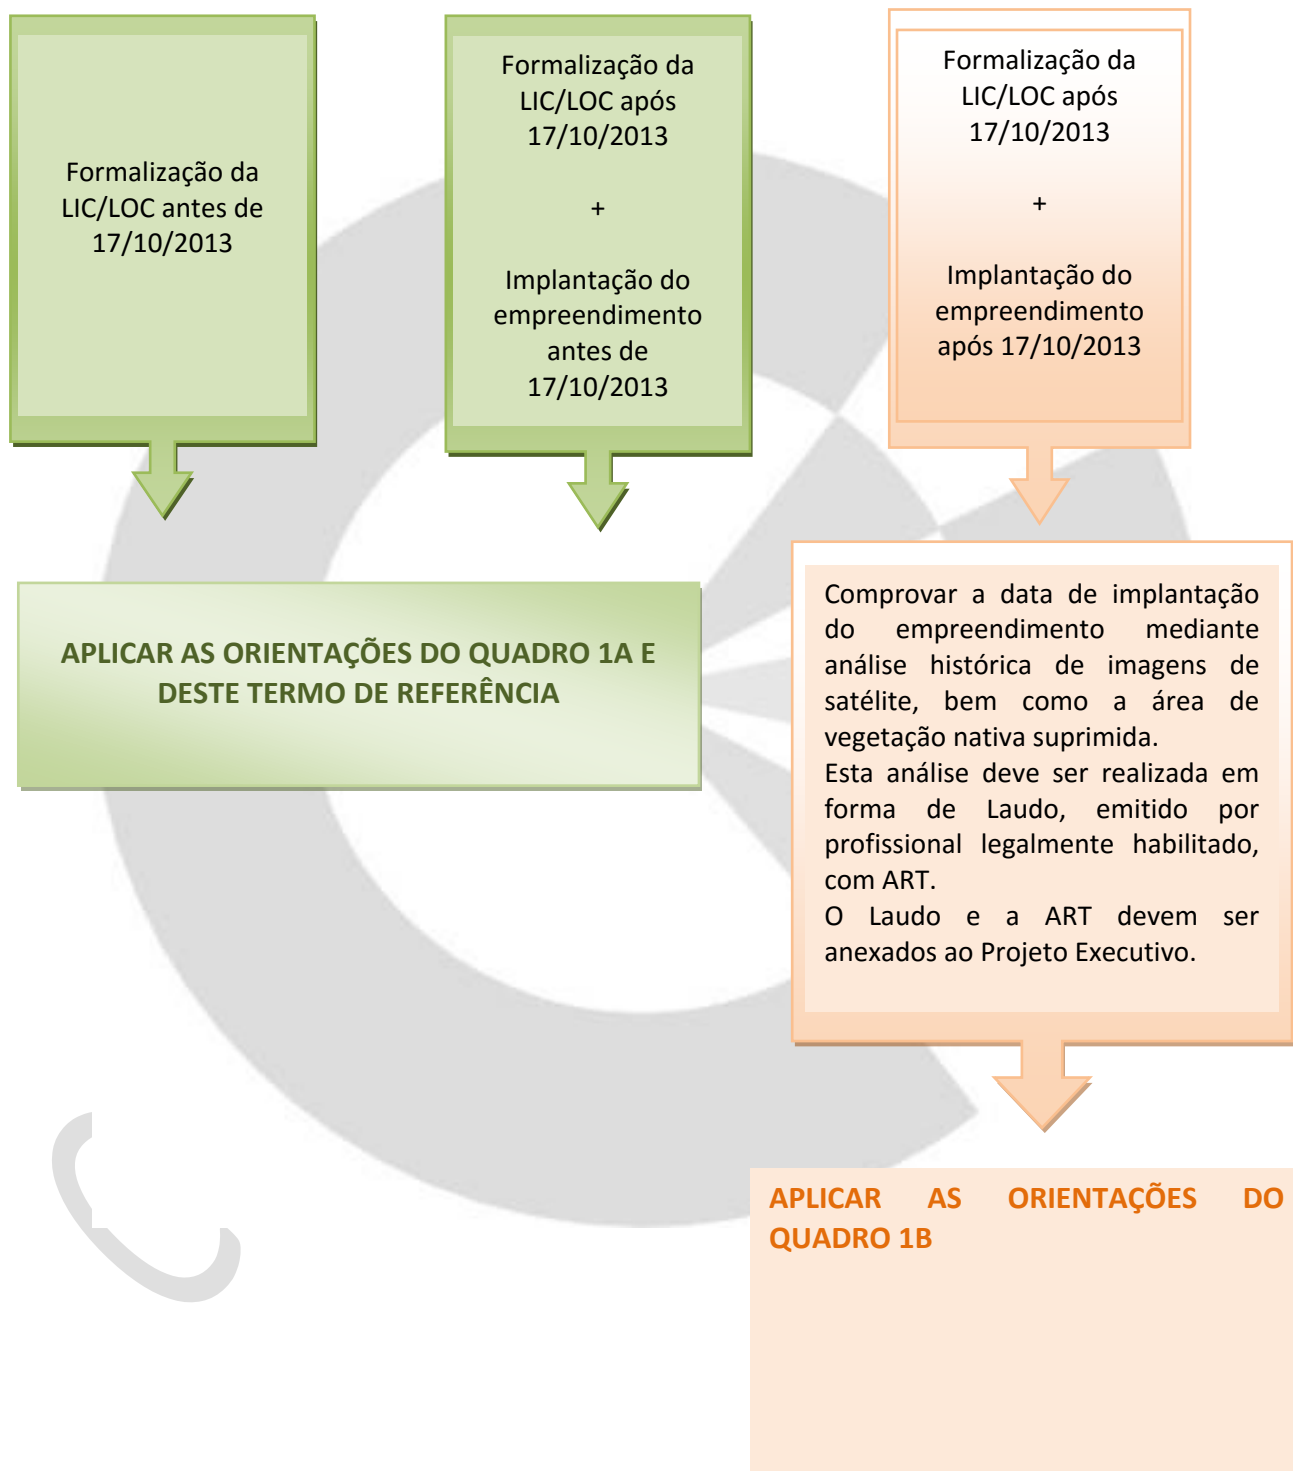 Formalização da
LIC/LOC antes de
17/10/2013
Formalização da
LIC/LOC após
17/10/2013
+
Implantação do
empreendimento
antes de
17/10/2013
Formalização da
LIC/LOC após
17/10/2013
+
Implantação do
empreendimento
após 17/10/2013
APLICAR AS ORIENTAÇÕES DO QUADRO 1A E
DESTE TERMO DE REFERÊNCIA
Comprovar a data de implantação
do empreendimento mediante
análise histórica de imagens de
satélite, bem como a área de
vegetação nativa suprimida.
Esta análise deve ser realizada em
forma de Laudo, emitido por
profissional legalmente habilitado,
com ART.
O Laudo e a ART devem ser
anexados ao Projeto Executivo.
APLICAR AS ORIENTAÇÕES DO
QUADRO 1B